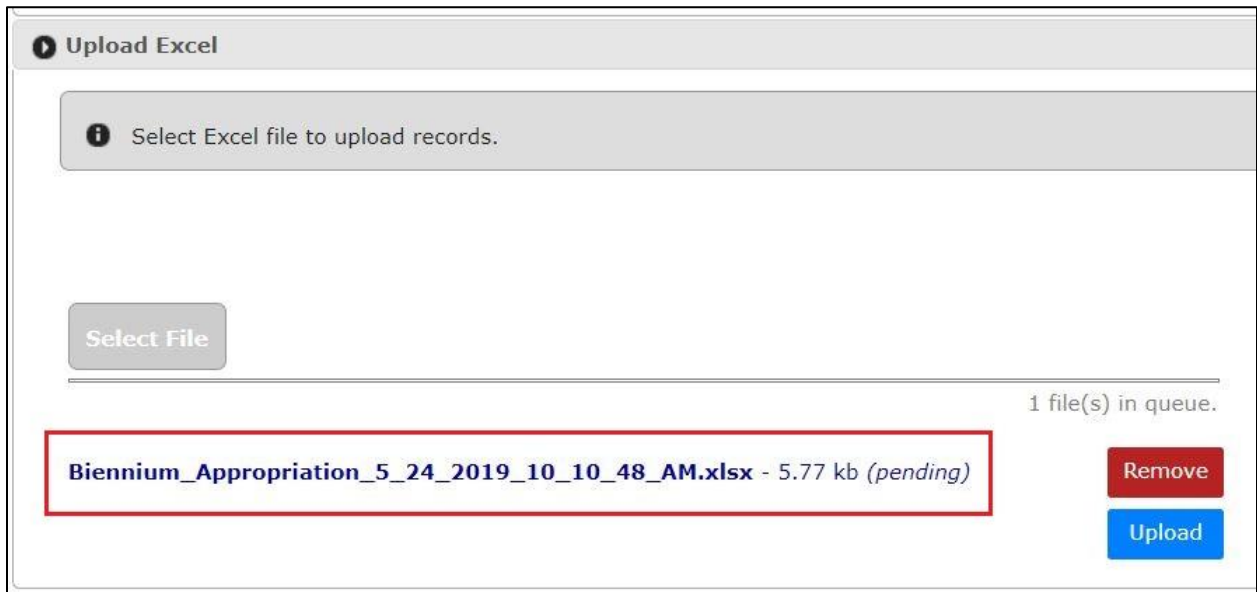 Upload Excel
Select Excel file to upload records.
Select File
1 file(s) in queue.
Biennium_Appropriation_5_24_2019_10_10_48_AM.xlsx - 5.77 kb (pending)
Remove
Upload